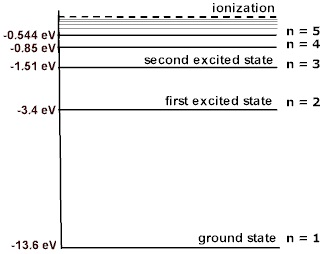 ionization
-0.544 eV n = 5
-0.85 eV n = 4
-1.51 eV second excited state n = 3
-3.4 eV first excited state n = 2
-13.6 eV ground state n = 1